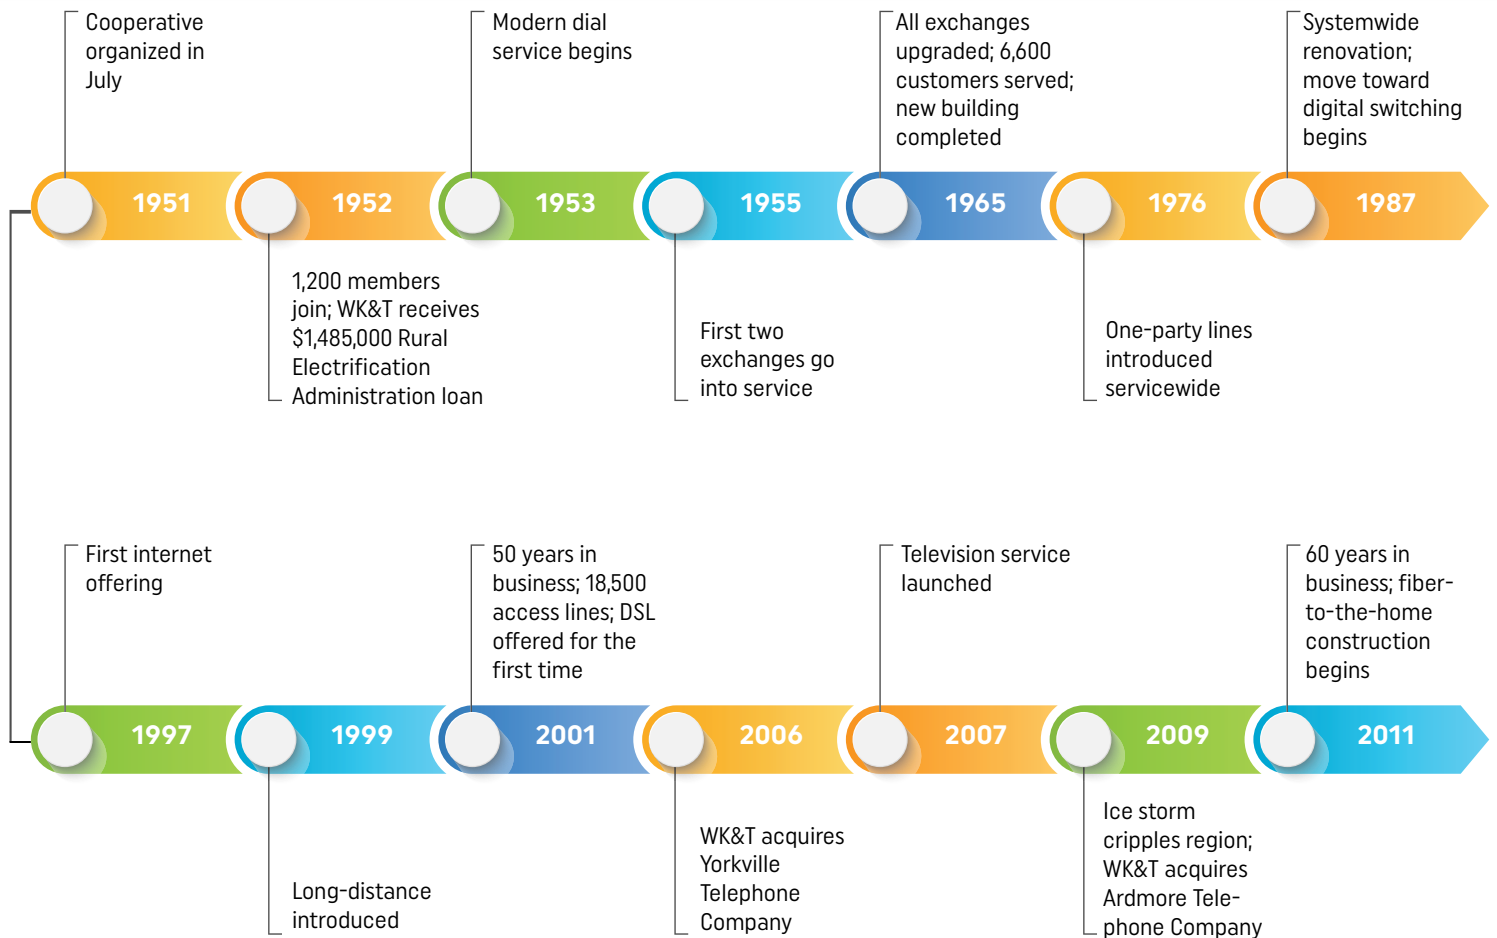 Cooperative
organized in
July
1951
1952
1,200 members
join; WK&T receives
$1,485,000 Rural
Electrification
Administration loan
Modern dial
service begins
1953
1955
First two
exchanges go
into service
All exchanges
upgraded; 6,600
customers served;
new building
completed
1965
1976
One-party lines
introduced
servicewide
Systemwide
renovation;
move toward
digital switching
begins
1987
First internet
offering
1997
1999
Long-distance
introduced
50 years in
business; 18,500
access lines; DSL
offered for the
first time
2001
2006
WK&T acquires
Yorkville
Telephone
Company
Television service
launched
2007
2009
Ice storm
cripples region;
WK&T acquires
Ardmore Tele-
phone Company
60 years in
business; fiber-
to-the-home
construction
begins
2011